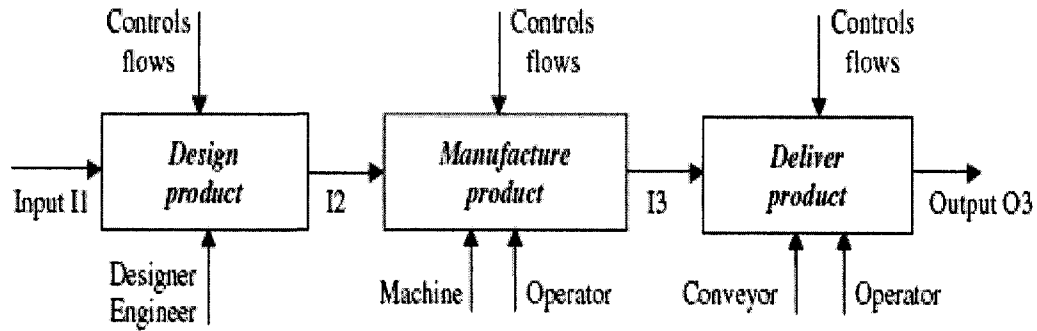 Controls
flows
Controls
flows
Controls
flows
Design
product
Manufacture
product
Deliver
product
Input I1
I2
I3
Output O3
Designer
Engineer
Machine
Operator
Conveyor
Operator